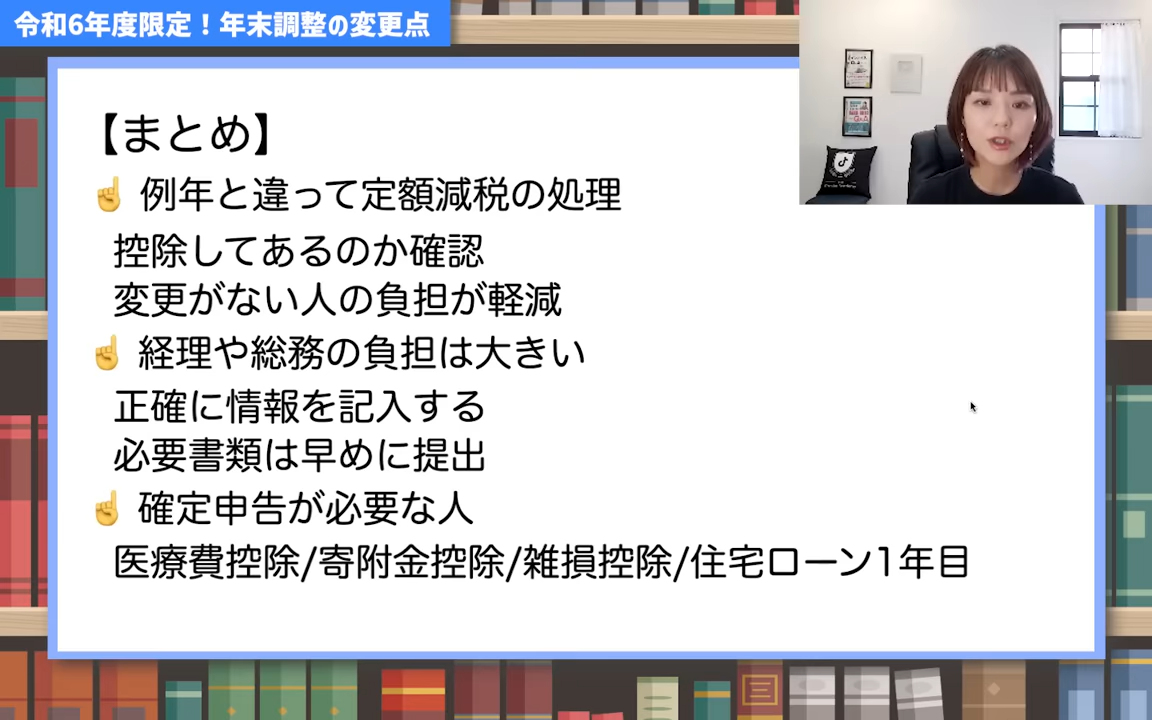 令和6年度限定！年末調整の変更点
【まとめ】
☝例年と違って定額減税の処理
控除してあるのか確認
変更がない人の負担が軽減
☝経理や総務の負担は大きい
正確に情報を記入する
必要書類は早めに提出
☝確定申告が必要な人
医療費控除/寄附金控除/雑損控除/住宅ローン1年目